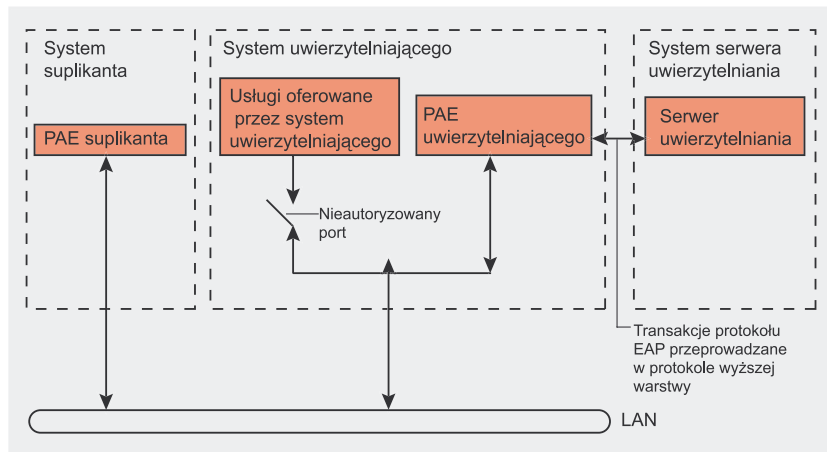 System
suplikanta
PAE suplikanta
System uwierzytelniającego
Usługi oferowane
przez system
uwierzytelniającego
PAE
uwierzytelniającego
Nieautoryzowany
port
System serwera
uwierzytelniania
Serwer
uwierzytelniania
Transakcje protokołu
EAP przeprowadzane
w protokole wyższej
warstwy
LAN